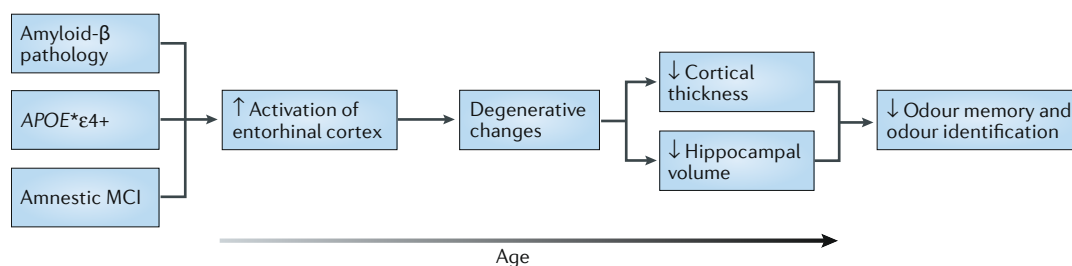 Amyloid-β
pathology
APOE*ε4+
Amnestic MCI
↑ Activation of
entorhinal cortex
Degenerative
changes
↓ Cortical
thickness
↓ Hippocampal
volume
↓ Odour memory and
odour identification
Age